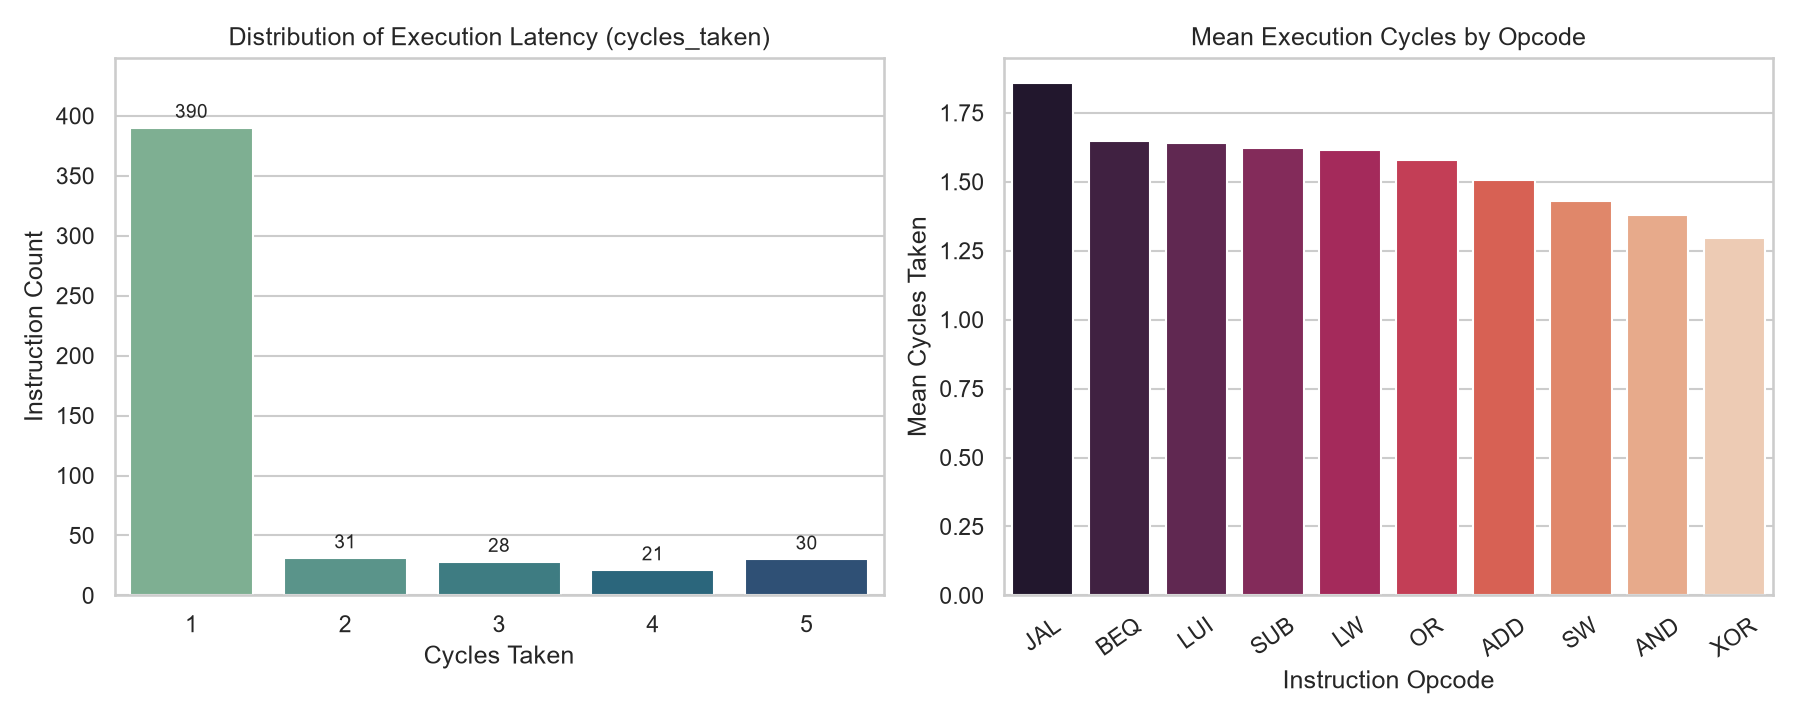 Distribution of Execution Latency (cycles_taken)
Instruction Count
400
350
300
250
200
150
100
50
0
390
31
28
21
30
1
2
3
4
5
Cycles Taken
Mean Execution Cycles by Opcode
Mean Cycles Taken
1.75
1.50
1.25
1.00
0.75
0.50
0.25
0.00
JAL
BEQ
LUI
SUB
LW
OR
ADD
SW
AND
XOR
Instruction Opcode